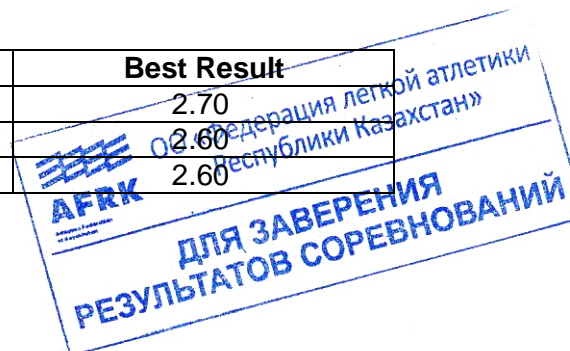 Best Result
2.70
2.60
2.60
ОО «Федерация легкой атлетики
Республики Казахстан»
AFRK
ДЛЯ ЗАВЕРЕНИЯ
РЕЗУЛЬТАТОВ СОРЕВНОВАНИЙ